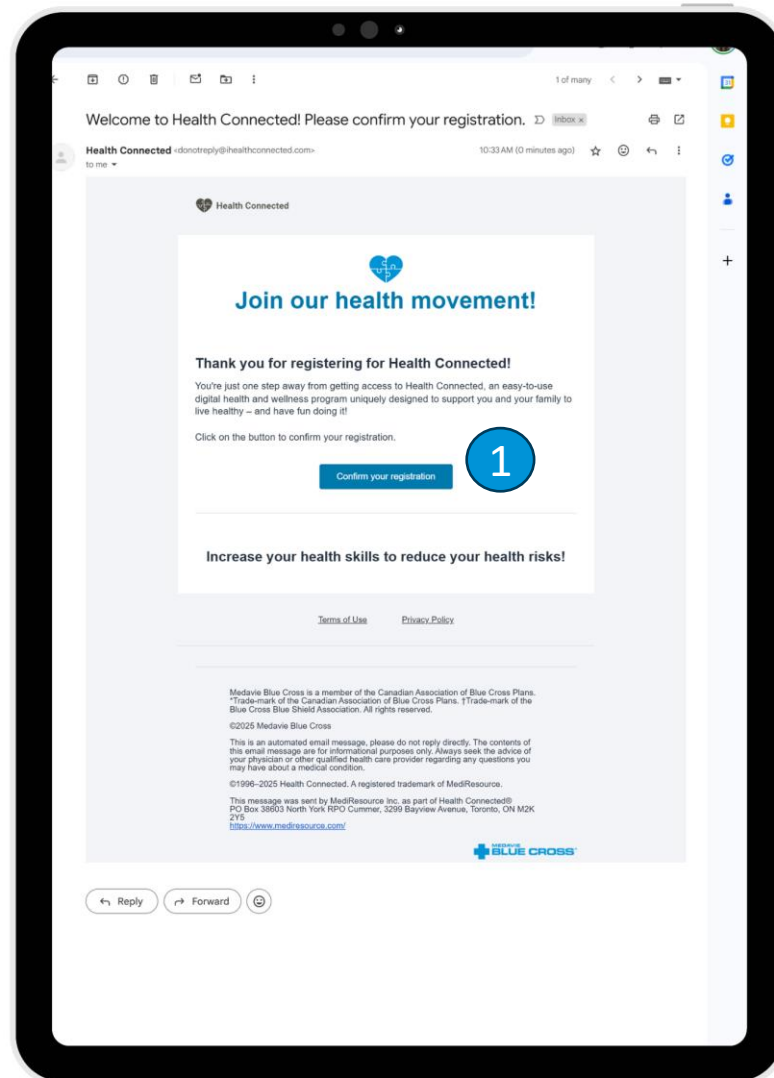 1 of many
Welcome to Health Connected! Please confirm your registration. Inbox x
Health Connected <donotreply@ihealthconnected.com> 10:33 AM (0 minutes ago)
to me
Health Connected
Join our health movement!
Thank you for registering for Health Connected!
You're just one step away from getting access to Health Connected, an easy-to-use
digital health and wellness program uniquely designed to support you and your family to
live healthy – and have fun doing it!
Click on the button to confirm your registration.
Confirm your registration
1
Increase your health skills to reduce your health risks!
Terms of Use Privacy Policy
Medavie Blue Cross is a member of the Canadian Association of Blue Cross Plans.
*Trade-mark of the Canadian Association of Blue Cross Plans. †Trade-mark of the
Blue Cross Blue Shield Association. All rights reserved.
©2025 Medavie Blue Cross
This is an automated email message, please do not reply directly. The contents of
this email message are for informational purposes only. Always seek the advice of
your physician or other qualified health care provider regarding any questions you
may have about a medical condition.
©1996–2025 Health Connected. A registered trademark of MediResource.
This message was sent by MediResource Inc. as part of Health Connected®
PO Box 38603 North York RPO Cummer, 3299 Bayview Avenue, Toronto, ON M2K
2Y5
https://www.mediresource.com/
MEDAVIE
BLUE CROSS
Reply Forward